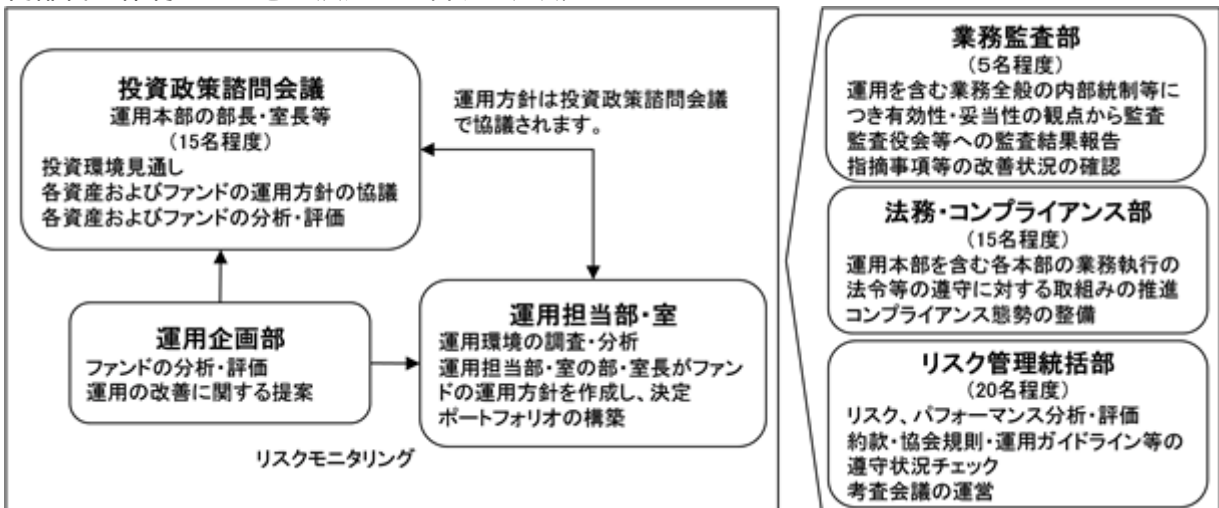 投資政策諮問会議
運用本部の部長・室長等
(15名程度)
投資環境見通し
各資産およびファンドの運用方針の協議
各資産およびファンドの分析・評価
運用方針は投資政策諮問会議
で協議されます。
運用企画部
ファンドの分析・評価
運用の改善に関する提案
運用担当部・室
運用環境の調査・分析
運用担当部・室の部・室長がファン
ドの運用方針を作成し、決定
ポートフォリオの構築
リスクモニタリング
業務監査部
(5名程度)
運用を含む業務全般の内部統制等に
つき有効性・妥当性の観点から監査
監査役会等への監査結果報告
指摘事項等の改善状況の確認
法務・コンプライアンス部
(15名程度)
運用本部を含む各本部の業務執行の
法令等の遵守に対する取組みの推進
コンプライアンス態勢の整備
リスク管理統括部
(20名程度)
リスク、パフォーマンス分析・評価
約款・協会規則・運用ガイドライン等の
遵守状況チェック
考査会議の運営